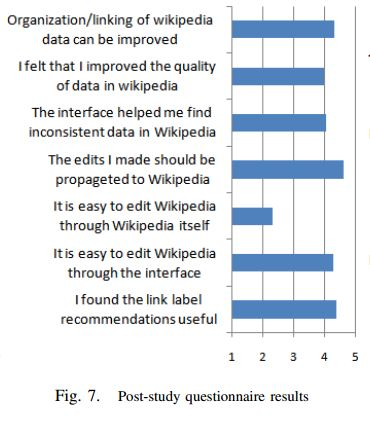 Organization/linking of wikipedia
data can be improved
I felt that I improved the quality
of data in wikipedia
The interface helped me find
inconsistent data in Wikipedia
The edits I made should be
propageted to Wikipedia
It is easy to edit Wikipedia
through Wikipedia itself
It is easy to edit Wikipedia
through the interface
I found the link label
recommendations useful
1 2 3 4 5
Fig. 7. Post-study questionnaire results